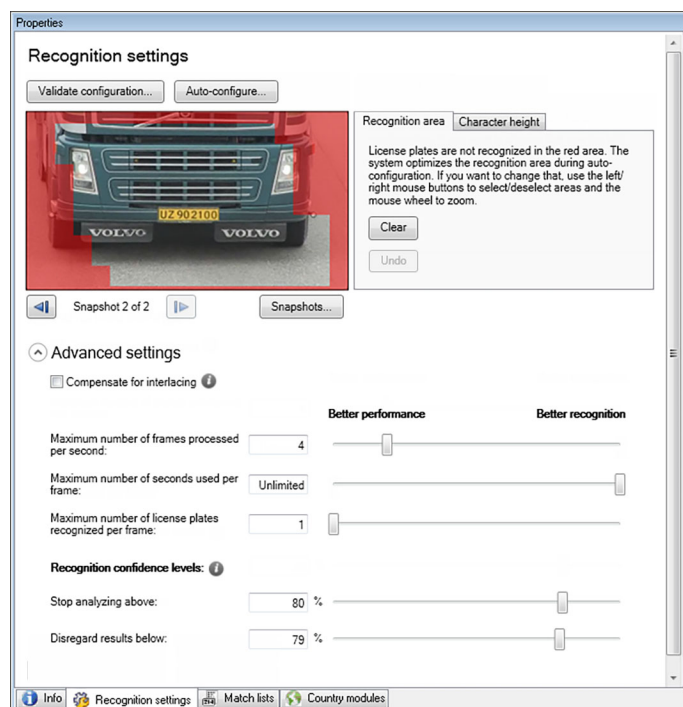 Properties
Recognition settings
Validate configuration...
Auto-configure...
Recognition area
Character height
License plates are not recognized in the red area. The
system optimizes the recognition area during auto-
configuration. If you want to change that, use the left/
right mouse buttons to select/deselect areas and the
mouse wheel to zoom.
Clear
Undo
UZ 90 2100
VOLVO
VOLVO
Snapshot 2 of 2
Snapshots...
Advanced settings
Compensate for interlacing
Better performance
Better recognition
Maximum number of frames processed
per second:
4
Maximum number of seconds used per
frame:
Unlimited
Maximum number of license plates
recognized per frame:
1
Recognition confidence levels:
Stop analyzing above:
80 %
Disregard results below:
79 %
Info
Recognition settings
Match lists
Country modules